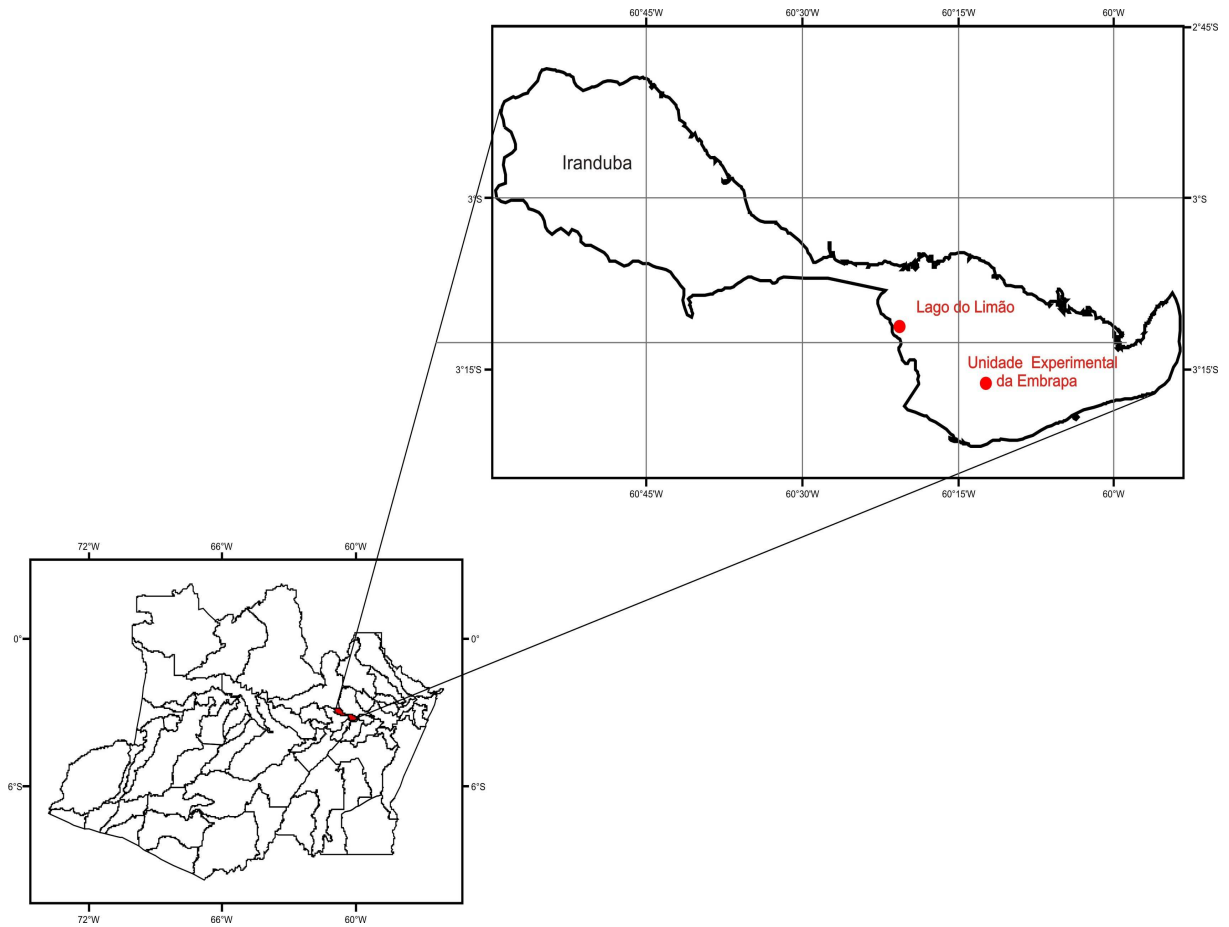 60°45'W 60°30'W 60°15'W 60°W
2°45'S
Iranduba
3°S 3°S
Lago do Limão
Unidade Experimental
da Embrapa
3°15'S 3°15'S
60°45'W 60°30'W 60°15'W 60°W
72°W 66°W 60°W
0° 0°
6°S 6°S
72°W 66°W 60°W